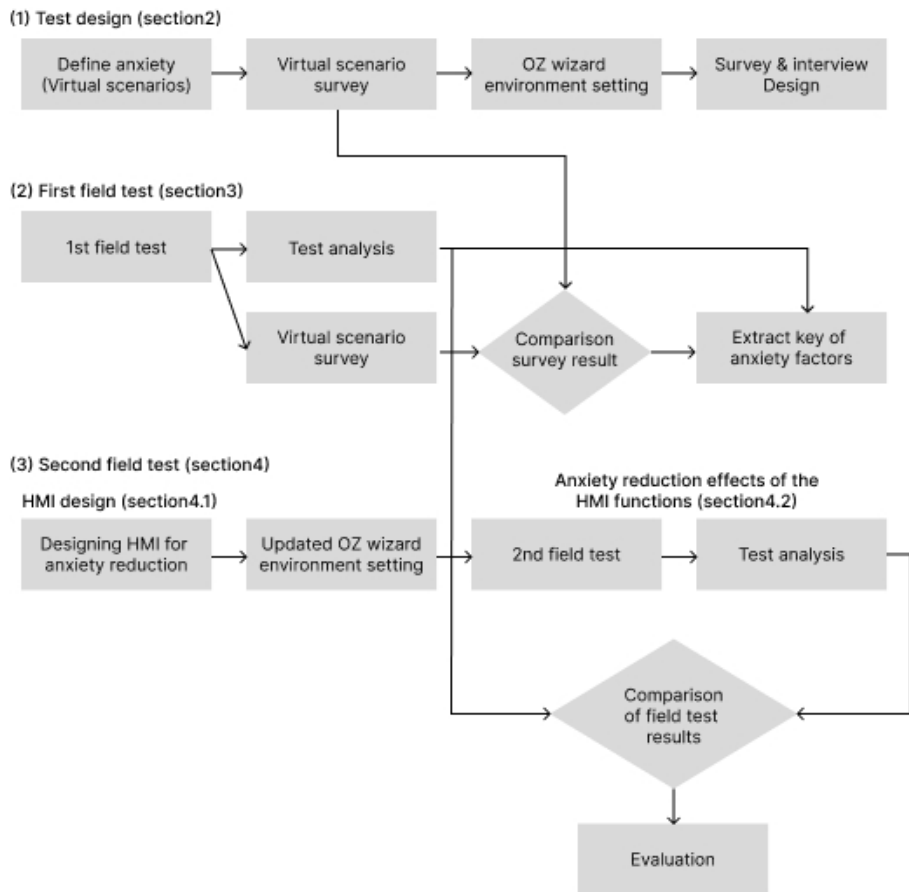 (1) Test design (section2)
Define anxiety
(Virtual scenarios)
Virtual scenario
survey
OZ wizard
environment setting
Survey & interview
Design
(2) First field test (section3)
1st field test
Test analysis
Virtual scenario
survey
Comparison
survey result
Extract key of
anxiety factors
(3) Second field test (section4)
HMI design (section4.1)
Anxiety reduction effects of the
HMI functions (section4.2)
Designing HMI for
anxiety reduction
Updated OZ wizard
environment setting
2nd field test
Test analysis
Comparison
of field test
results
Evaluation